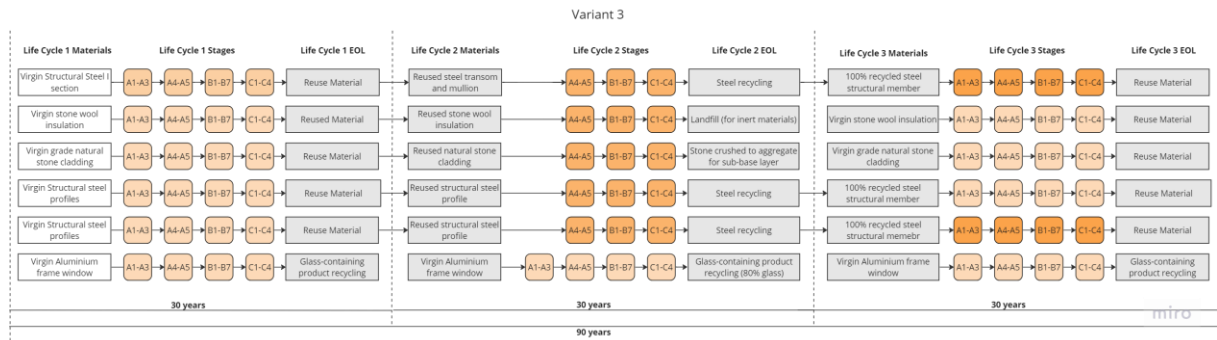 Variant 3
Life Cycle 1 Materials Life Cycle 1 Stages Life Cycle 1 EOL Life Cycle 2 Materials Life Cycle 2 Stages Life Cycle 2 EOL Life Cycle 3 Materials Life Cycle 3 Stages Life Cycle 3 EOL
Virgin Structural Steel I
section
A1-A3 A4-A5 B1-B7 C1-C4
Reuse Material
Reused steel transom
and mullion
A4-A5 B1-B7 C1-C4
Steel recycling
100% recycled steel
structural member
A1-A3 A4-A5 B1-B7 C1-C4
Reuse Material
Virgin stone wool
insulation
A1-A3 A4-A5 B1-B7 C1-C4
Reused Material
Reused stone wool
insulation
A4-A5 B1-B7 C1-C4
Landfill (for inert materials)
Virgin stone wool insulation
A1-A3 A4-A5 B1-B7 C1-C4
Reuse Material
Virgin grade natural
stone cladding
A1-A3 A4-A5 B1-B7 C1-C4
Reuse Material
Reused natural stone
cladding
A4-A5 B1-B7 C1-C4
Stone crushed to aggregate
for sub-base layer
Virgin grade natural stone
cladding
A1-A3 A4-A5 B1-B7 C1-C4
Reuse Material
Virgin Structural steel
profiles
A1-A3 A4-A5 B1-B7 C1-C4
Reuse Material
Reused structural steel
profile
A4-A5 B1-B7 C1-C4
Steel recycling
100% recycled steel
structural member
A1-A3 A4-A5 B1-B7 C1-C4
Reuse Material
Virgin Structural steel
profiles
A1-A3 A4-A5 B1-B7 C1-C4
Reuse Material
Reused structural steel
profile
A4-A5 B1-B7 C1-C4
Steel recycling
100% recycled steel
structural memebr
A1-A3 A4-A5 B1-B7 C1-C4
Reuse Material
Virgin Aluminium
frame window
A1-A3 A4-A5 B1-B7 C1-C4
Glass-containing
product recycling
Virgin Aluminium
frame window
A1-A3 A4-A5 B1-B7 C1-C4
Glass-containing product
recycling (80% glass)
Virgin Aluminium frame
window
A1-A3 A4-A5 B1-B7 C1-C4
Glass-containing
product recycling
30 years 30 years 30 years
miro
90 years